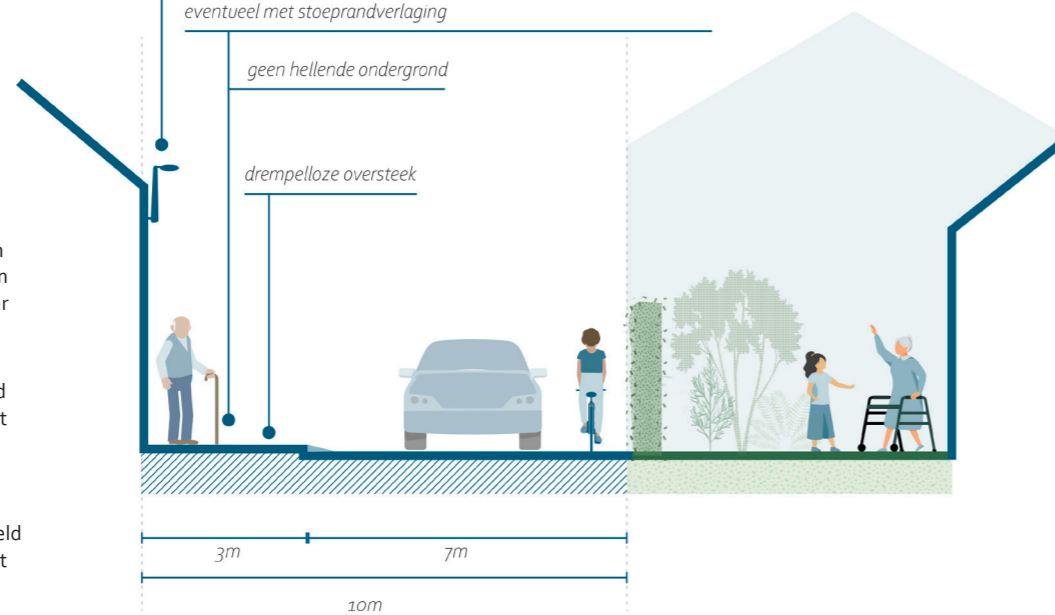 eventueel met stoeprandverlaging
geen hellende ondergrond
drempelloze oversteek
3m
7m
10m